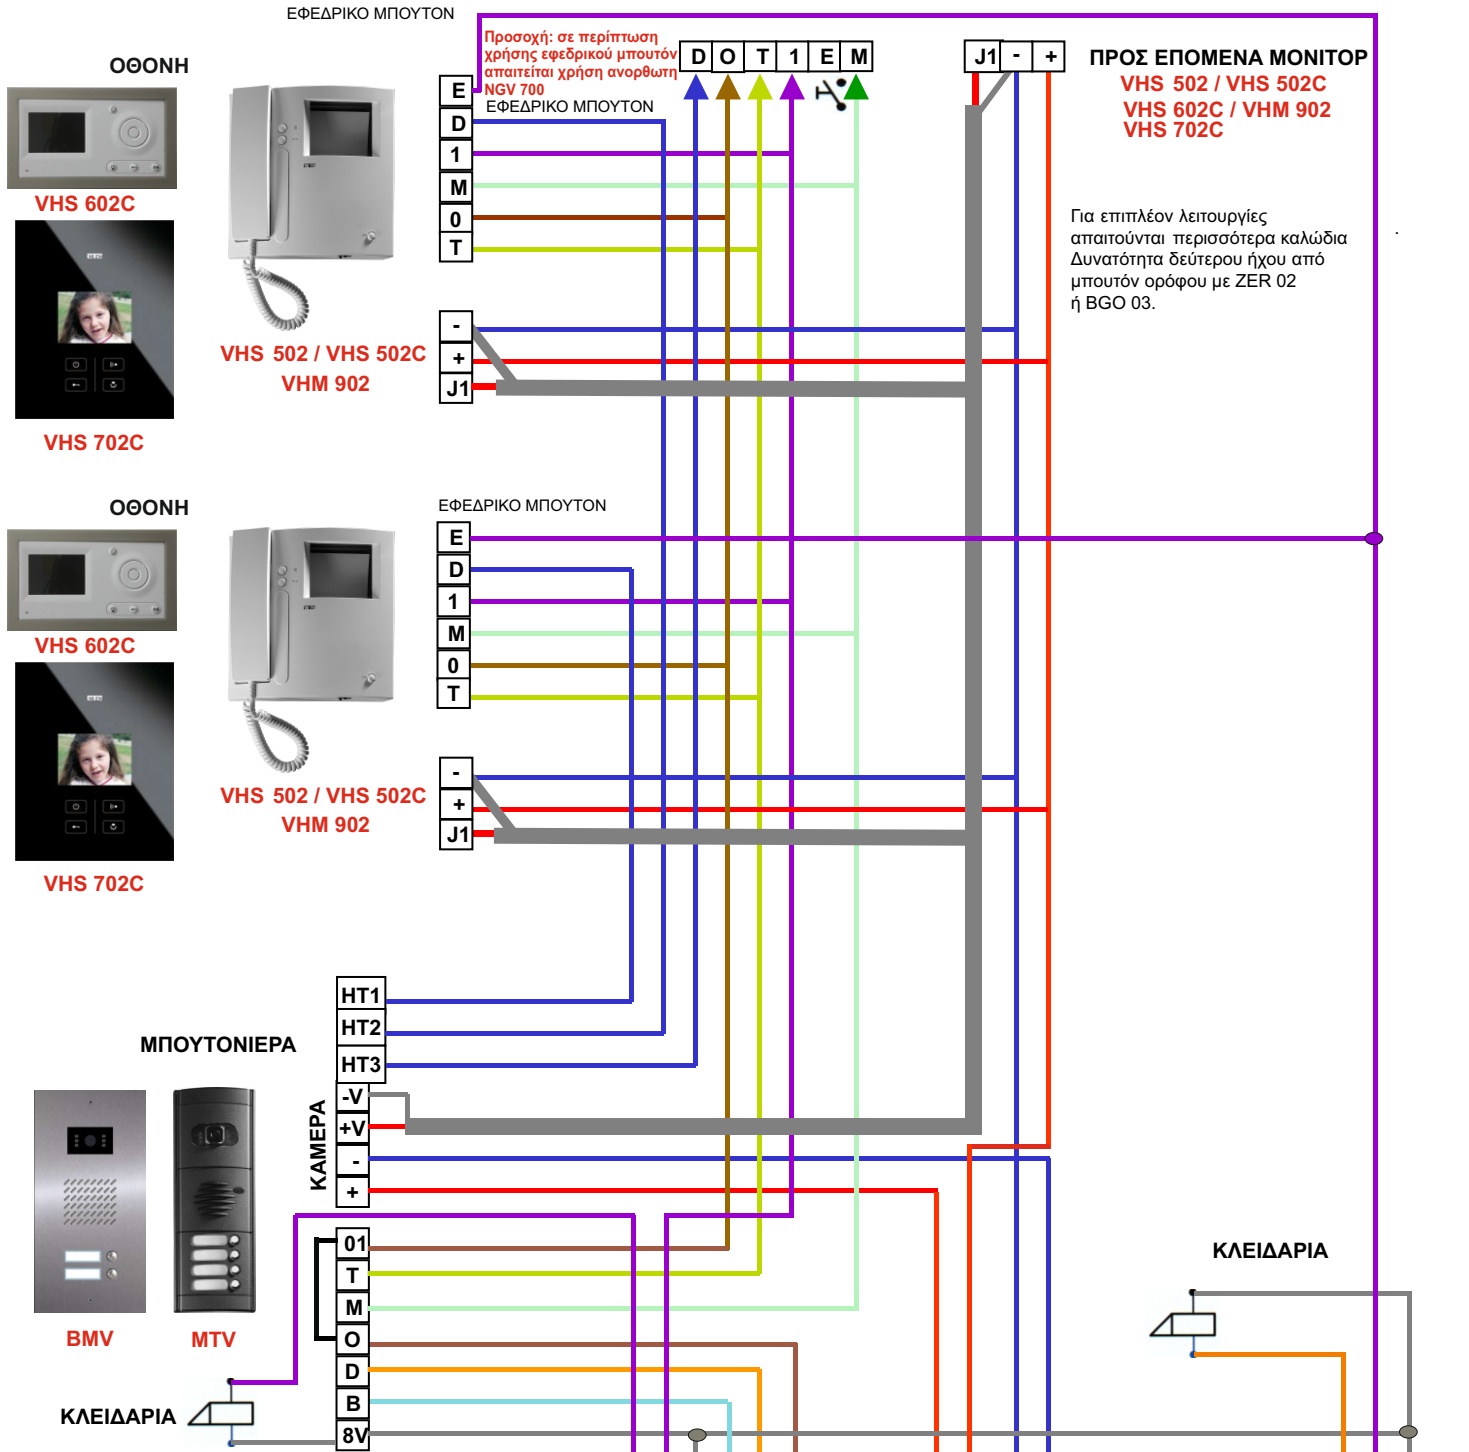 ΕΦΕΔΡΙΚΟ ΜΠΟΥΤΟΝ
Προσοχή: σε περίπτωση
χρήσης εφεδρικού μπουτόν
απαιτείται χρήση ανορθωτη
NGV 700
ΕΦΕΔΡΙΚΟ ΜΠΟΥΤΟΝ
D O T 1 E M
J1 - +
ΠΡΟΣ ΕΠΟΜΕΝΑ MONITOR
VHS 502 / VHS 502C
VHS 602C / VHM 902
VHS 702C
ΟΘΟΝΗ
E
D
1
M
0
T
VHS 602C
Για επιπλέον λειτουργίες
απαιτούνται περισσότερα καλώδια
Δυνατότητα δεύτερου ήχου από
μπουτόν ορόφου με ZER 02
ή BGO 03.
-
+
J1
VHS 502 / VHS 502C
VHM 902
VHS 702C
ΟΘΟΝΗ
ΕΦΕΔΡΙΚΟ ΜΠΟΥΤΟΝ
E
D
1
M
0
T
VHS 602C
-
+
J1
VHS 502 / VHS 502C
VHM 902
VHS 702C
HT1
HT2
HT3
ΜΠΟΥΤΟΝΙΕΡΑ
ΚΑΜΕΡΑ
-V
+V
-
+
01
T
M
O
D
B
8V
BMV
MTV
ΚΛΕΙΔΑΡΙΑ
ΚΛΕΙΔΑΡΙΑ